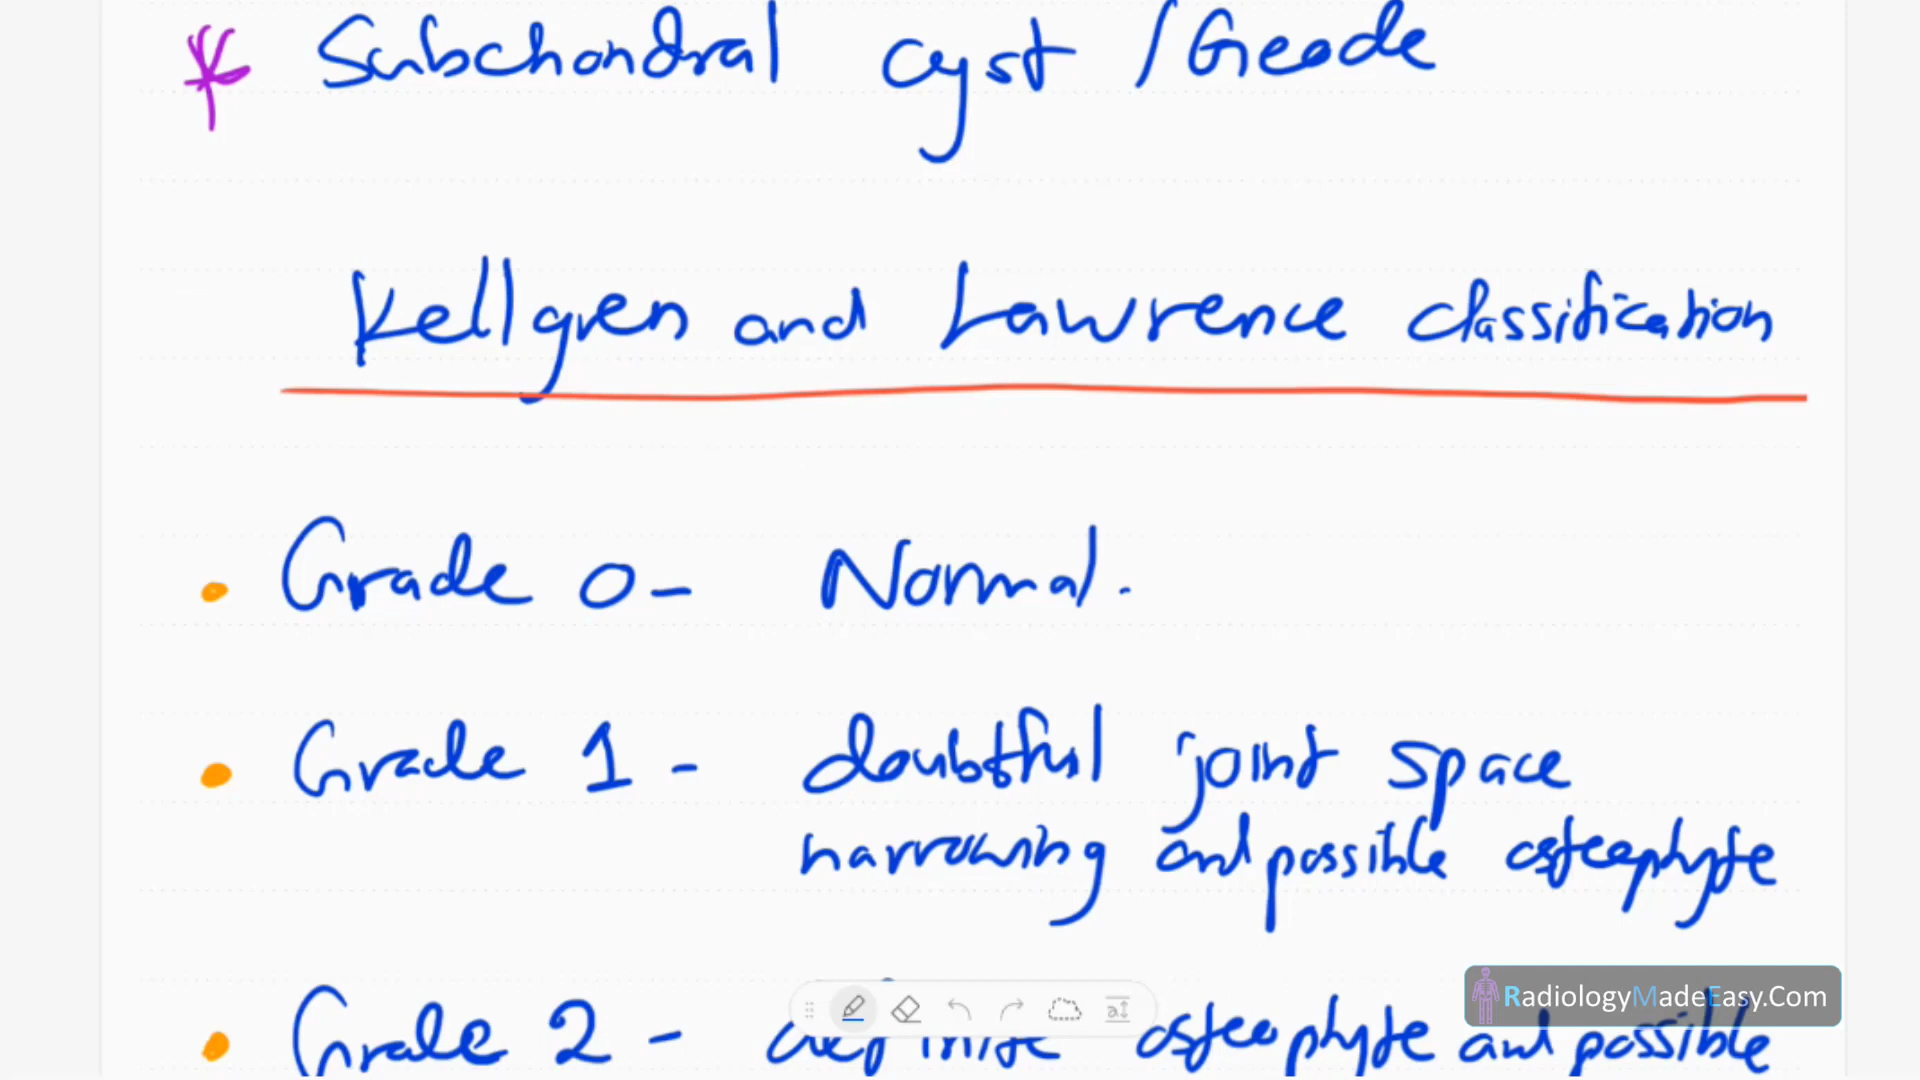 * Subchondral cyst / Geode
Kellgren and Lawrence classification
• Grade 0 - Normal.
• Grade 1 - doubtful joint space
narrowing and possible osteophyte
• Grade 2 - definite osteophyte and possible
RadiologyMadeEasy.Com